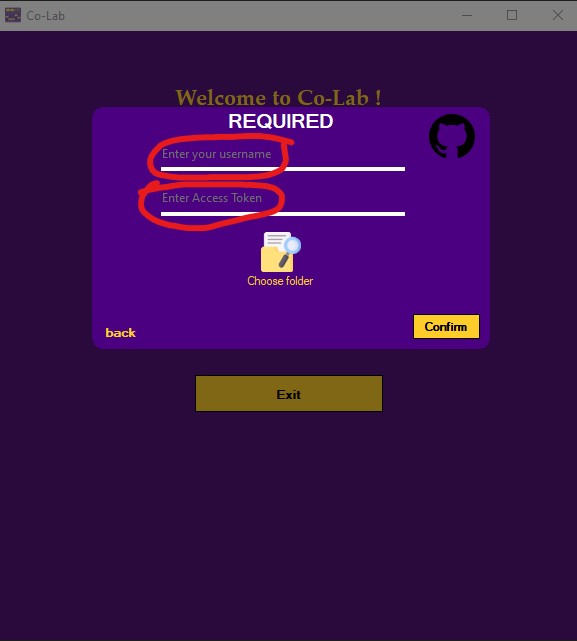 Co-Lab
Welcome to Co-Lab !
REQUIRED
Enter your username
Enter Access Token
Choose folder
back
Confirm
Exit